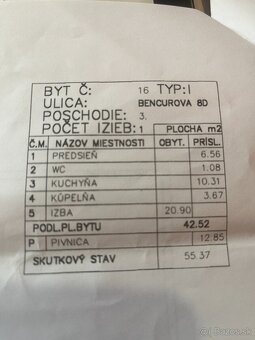 BYT Č: 16 TYP:I
ULICA: BENCUROVA 8D
POSCHODIE: 3.
POČET IZIEB: 1 PLOCHA m2
Č.M. NÁZOV MIESTNOSTI OBYT. PRÍSL.
1 PREDSIEŇ 6.56
2 WC 1.08
3 KUCHYŇA 10.31
4 KÚPEĽŇA 3.67
5 IZBA 20.90
PODL.PL.BYTU 42.52
P PIVNICA 12.85
SKUTKOVÝ STAV 55.37
bazos.sk